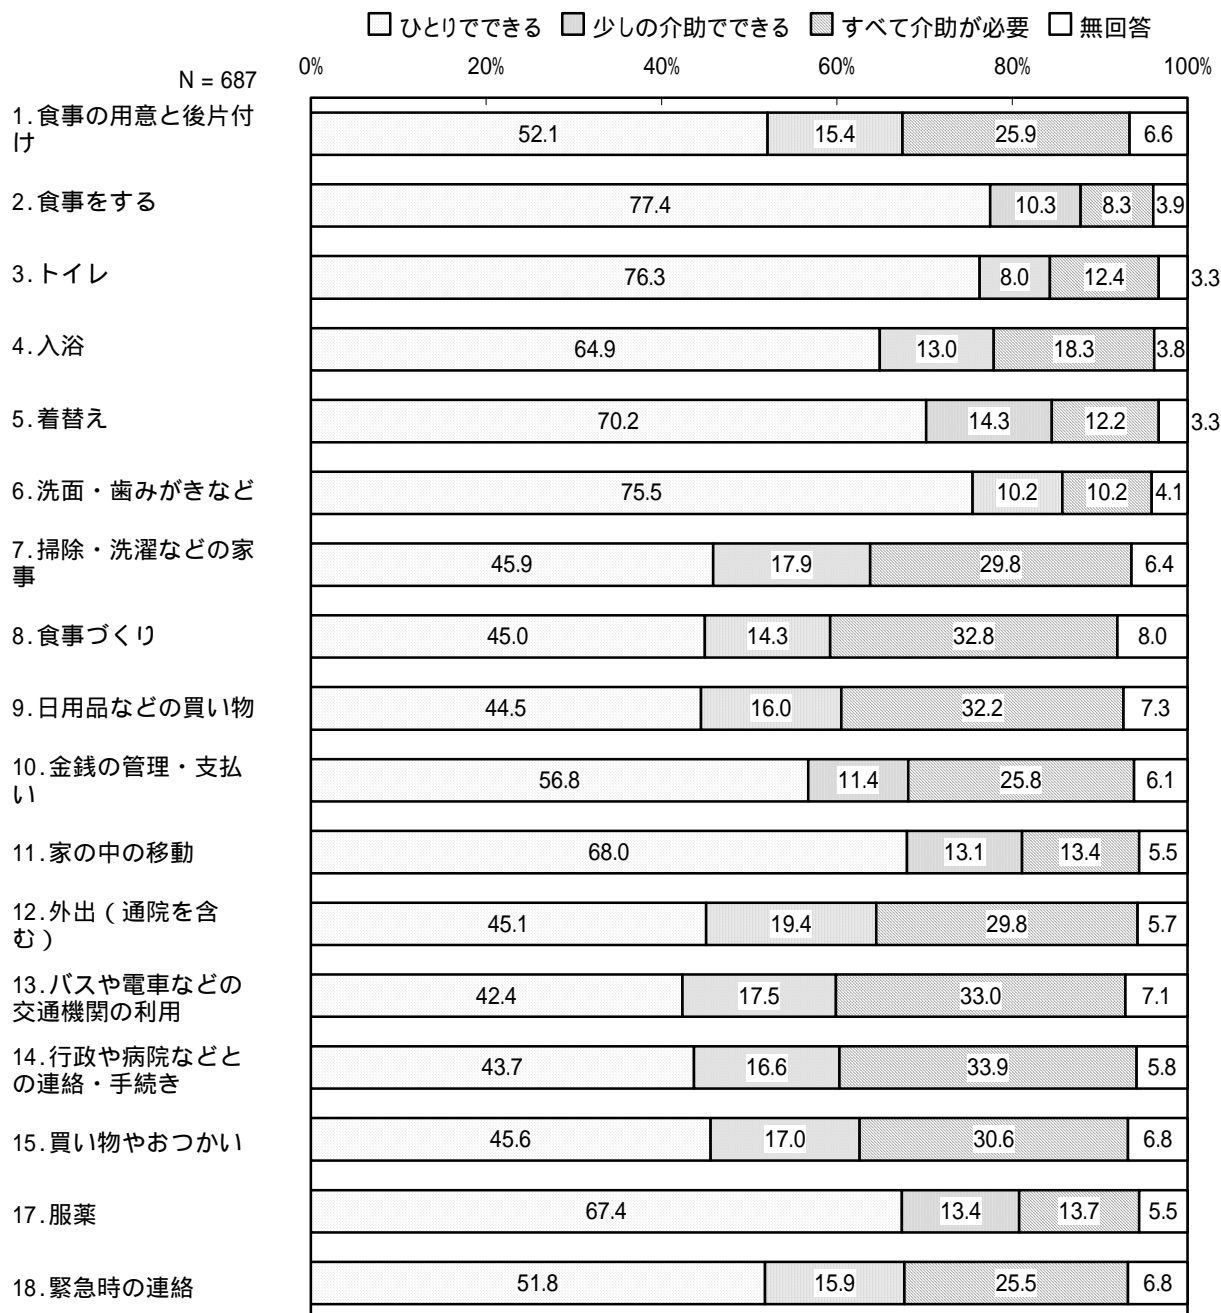 ひとりでできる 少しの介助でできる すべて介助が必要 無回答
N = 687
0% 20% 40% 60% 80% 100%
1.食事の用意と後片付
け
52.1 15.4 25.9 6.6
2.食事をする
77.4 10.3 8.3 3.9
3.トイレ
76.3 8.0 12.4 3.3
4.入浴
64.9 13.0 18.3 3.8
5.着替え
70.2 14.3 12.2 3.3
6.洗面・歯みがきなど
75.5 10.2 10.2 4.1
7.掃除・洗濯などの家
事
45.9 17.9 29.8 6.4
8.食事づくり
45.0 14.3 32.8 8.0
9.日用品などの買い物
44.5 16.0 32.2 7.3
10.金銭の管理・支払
い
56.8 11.4 25.8 6.1
11.家の中の移動
68.0 13.1 13.4 5.5
12.外出(通院を含
む)
45.1 19.4 29.8 5.7
13.バスや電車などの
交通機関の利用
42.4 17.5 33.0 7.1
14.行政や病院などと
の連絡・手続き
43.7 16.6 33.9 5.8
15.買い物やおつかい
45.6 17.0 30.6 6.8
17.服薬
67.4 13.4 13.7 5.5
18.緊急時の連絡
51.8 15.9 25.5 6.8